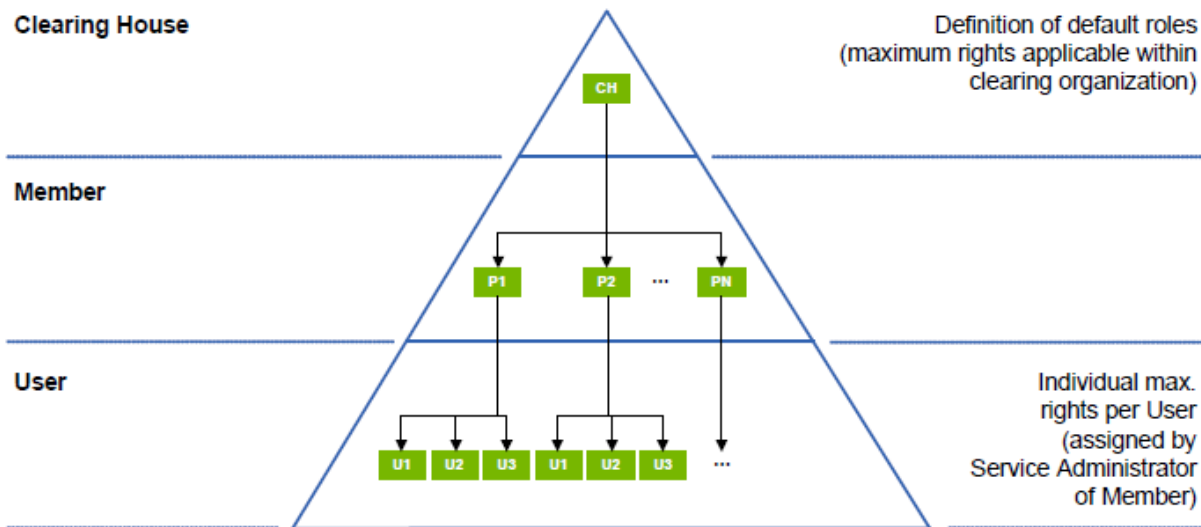 Clearing House
Definition of default roles
(maximum rights applicable within
clearing organization)
CH
Member
P1 P2 ... PN
User
Individual max.
rights per User
(assigned by
Service Administrator
of Member)
U1 U2 U3 U1 U2 U3 ...